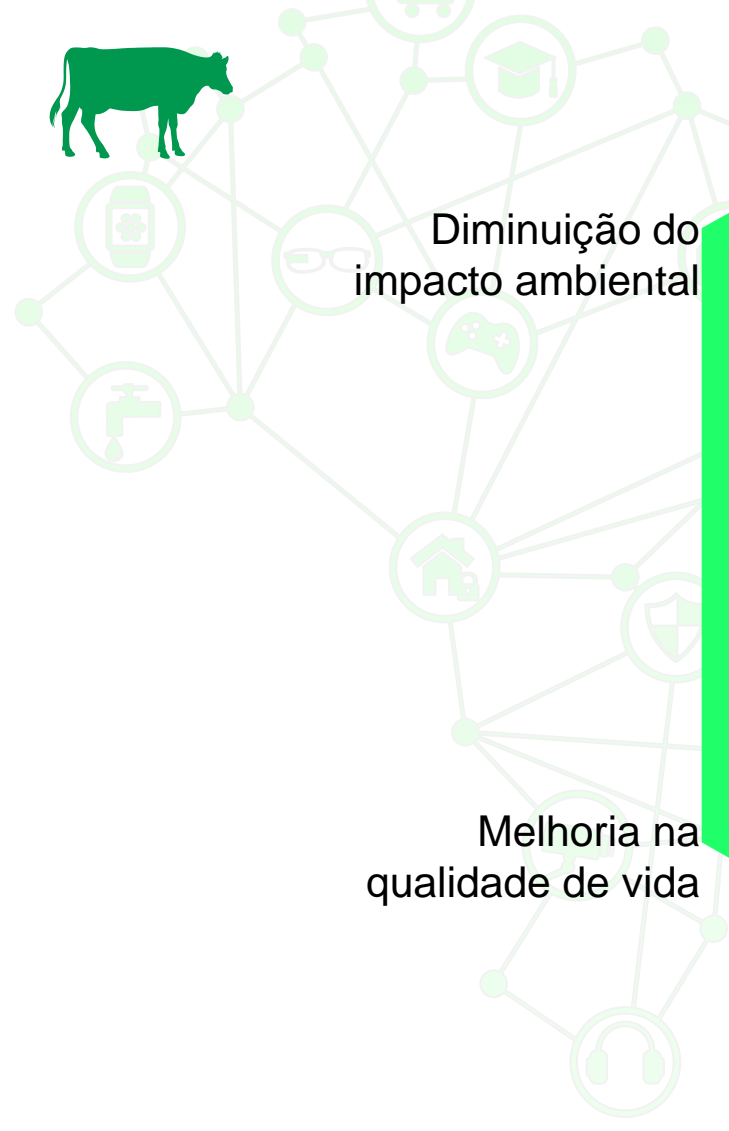 Diminuição do
impacto ambiental
Melhoria na
qualidade de vida